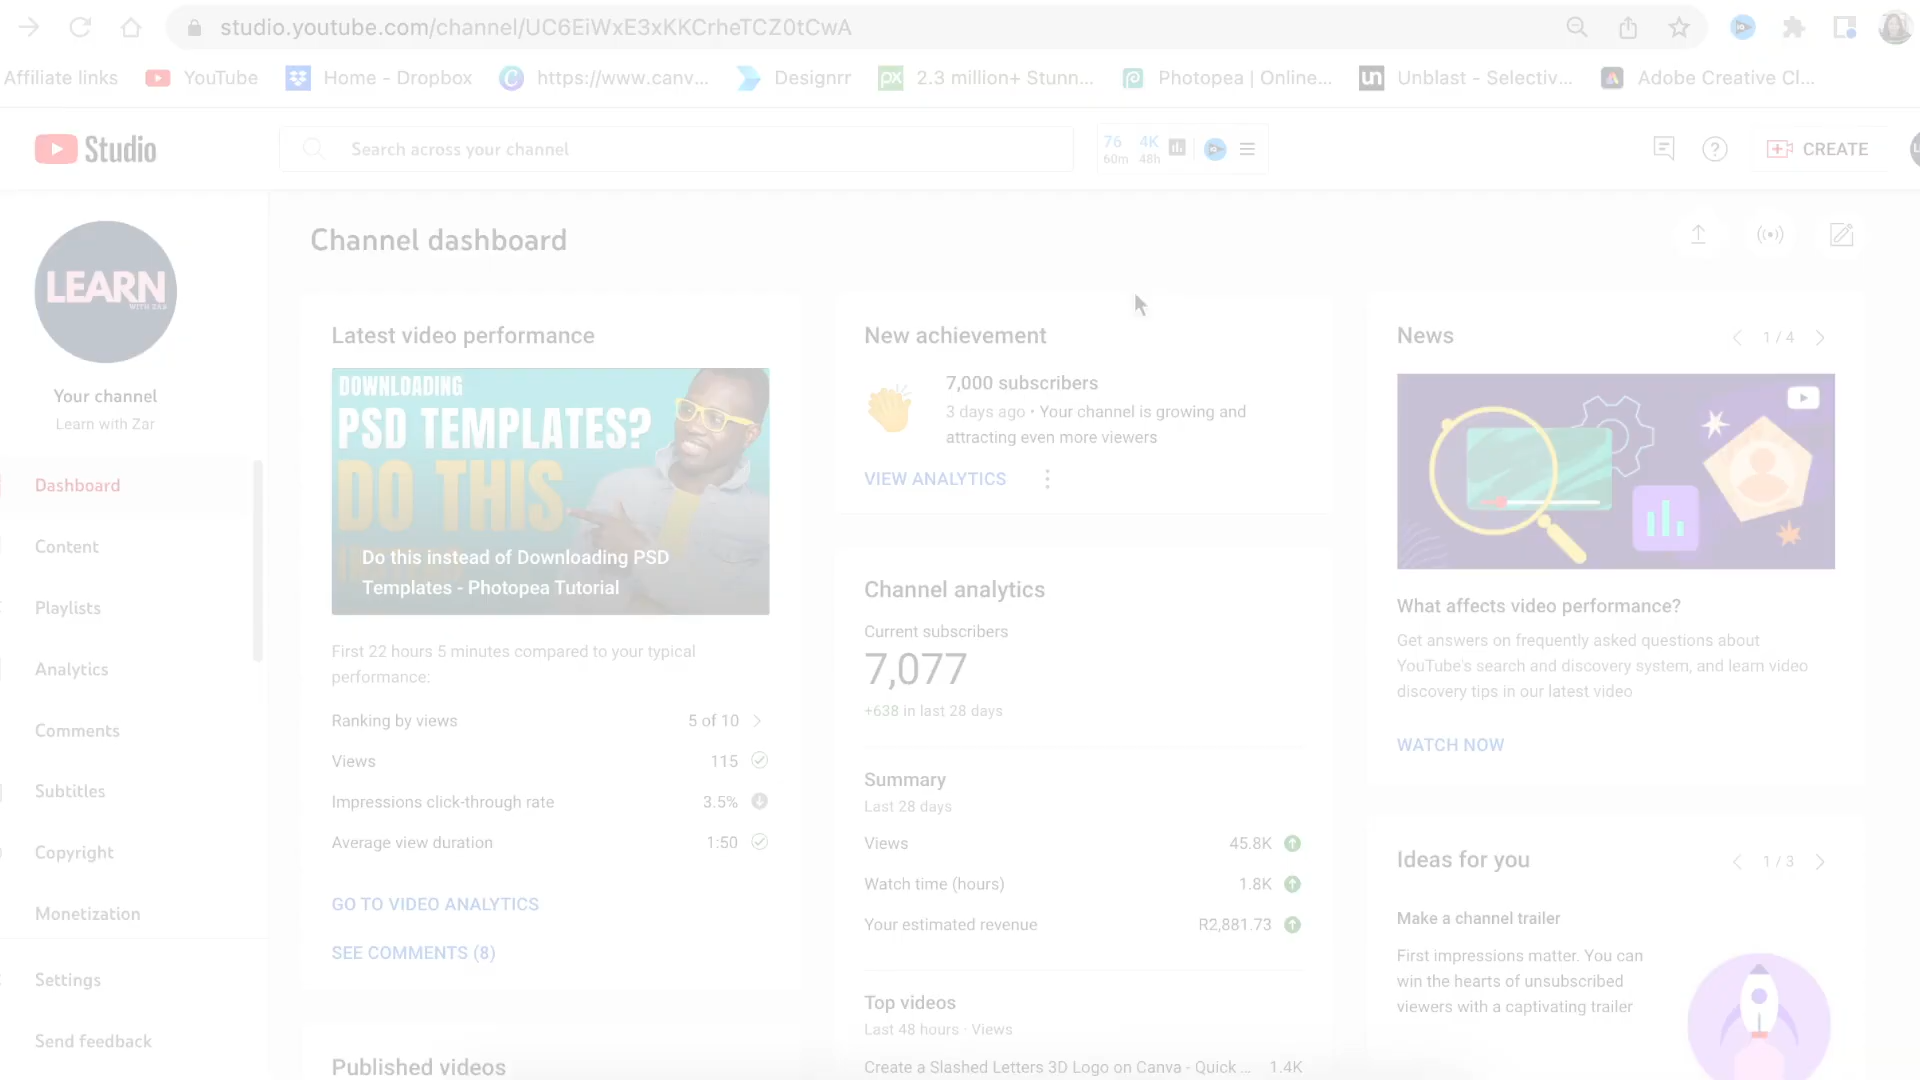 studio.youtube.com/channel/UC6EiWxE3xKKCrheTCZ0tCwA
Affiliate links
YouTube
Home - Dropbox
https://www.canv...
Designrr
2.3 million+ Stunn...
Photopea | Online...
Unblast - Selectiv...
Adobe Creative Cl...
Studio
Search across your channel
76
60m
4K
48h
CREATE
LEARN
WITH ZAR
Your channel
Learn with Zar
Dashboard
Content
Playlists
Analytics
Comments
Subtitles
Copyright
Monetization
Settings
Send feedback
Channel dashboard
Latest video performance
DOWNLOADING
PSD TEMPLATES?
DO THIS
Do this instead of Downloading PSD
Templates - Photopea Tutorial
First 22 hours 5 minutes compared to your typical
performance:
Ranking by views 5 of 10
Views 115
Impressions click-through rate 3.5%
Average view duration 1:50
GO TO VIDEO ANALYTICS
SEE COMMENTS (8)
Published videos
New achievement
7,000 subscribers
3 days ago • Your channel is growing and
attracting even more viewers
VIEW ANALYTICS
Channel analytics
Current subscribers
7,077
+638 in last 28 days
Summary
Last 28 days
Views 45.8K
Watch time (hours) 1.8K
Your estimated revenue R2,881.73
Top videos
Last 48 hours · Views
Create a Slashed Letters 3D Logo on Canva - Quick ... 1.4K
News
1 / 4
What affects video performance?
Get answers on frequently asked questions about
YouTube's search and discovery system, and learn video
discovery tips in our latest video
WATCH NOW
Ideas for you
1 / 3
Make a channel trailer
First impressions matter. You can
win the hearts of unsubscribed
viewers with a captivating trailer